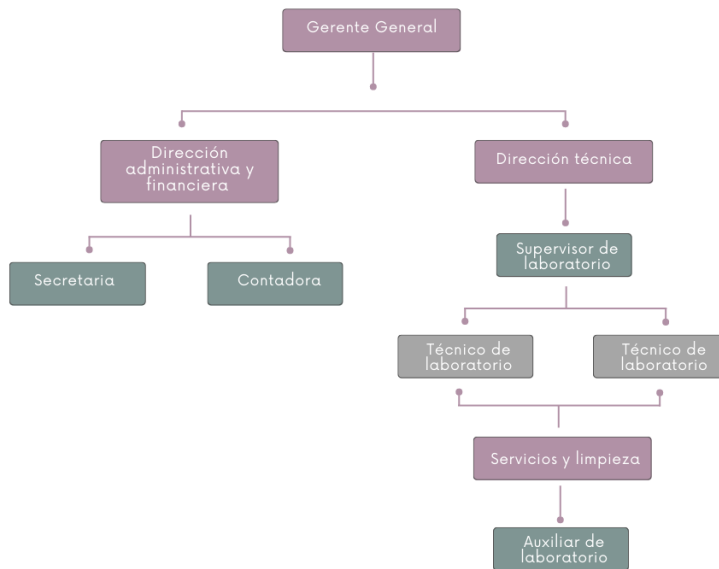 Gerente General
Dirección
administrativa y
financiera
Dirección técnica
Secretaria
Contadora
Supervisor de
laboratorio
Técnico de
laboratorio
Técnico de
laboratorio
Servicios y limpieza
Auxiliar de
laboratorio